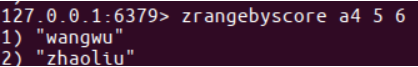 127.0.0.1:6379> zrangebyscore a4 5 6
1) "wangwu"
2) "zhaoliu"